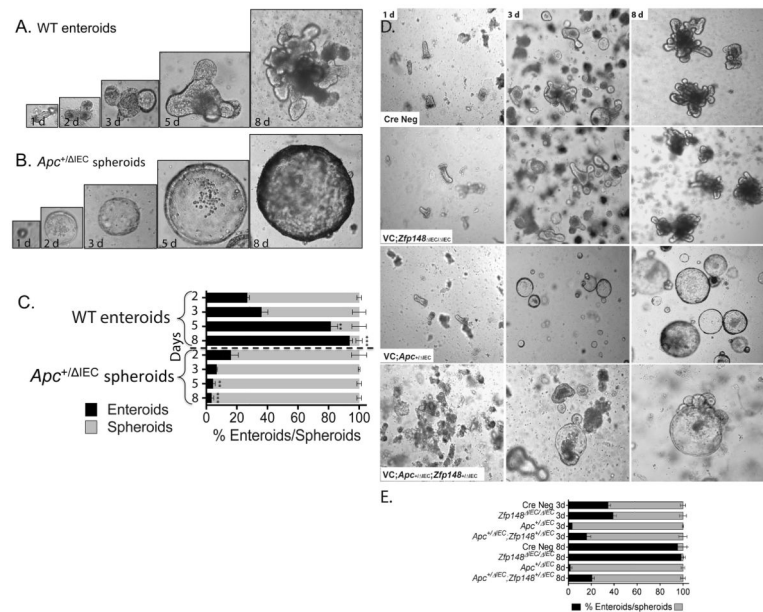 A. WT enteroids
1 d
2 d
3 d
5 d
8 d
B. Apc+/ΔIEC spheroids
1 d
2 d
3 d
5 d
8 d
C.
WT enteroids
Apc+/ΔIEC spheroids
Days
2
3
5
8
2
3
5
8
**
***
**
***
0 20 40 60 80 100
% Enteroids/Spheroids
Enteroids
Spheroids
D.
1 d
3 d
8 d
Cre Neg
VC;Zfp148ΔIEC/ΔIEC
VC;Apc+/ΔIEC
VC;Apc+/ΔIEC;Zfp148+/ΔIEC
E.
Cre Neg 3d
Zfp148ΔIEC/ΔIEC 3d
Apc+/ΔIEC 3d
Apc+/ΔIEC;Zfp148+/ΔIEC 3d
Cre Neg 8d
Zfp148ΔIEC/ΔIEC 8d
Apc+/ΔIEC 8d
Apc+/ΔIEC;Zfp148+/ΔIEC 8d
0 20 40 60 80 100
% Enteroids/spheroids